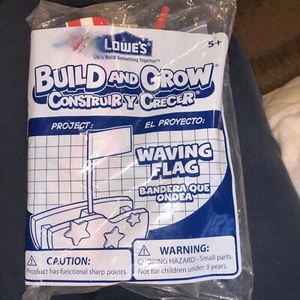 LOWE'S
Let's Build Something Together™
5+
BUILD AND GROW®
CONSTRUIR Y CRECER®
PROJECT:
EL PROYECTO:
WAVING
FLAG
BANDERA QUE
ONDEA
CAUTION:
Product has functional sharp points.
WARNING:
CHOKING HAZARD - Small parts.
Not for children under 3 years.